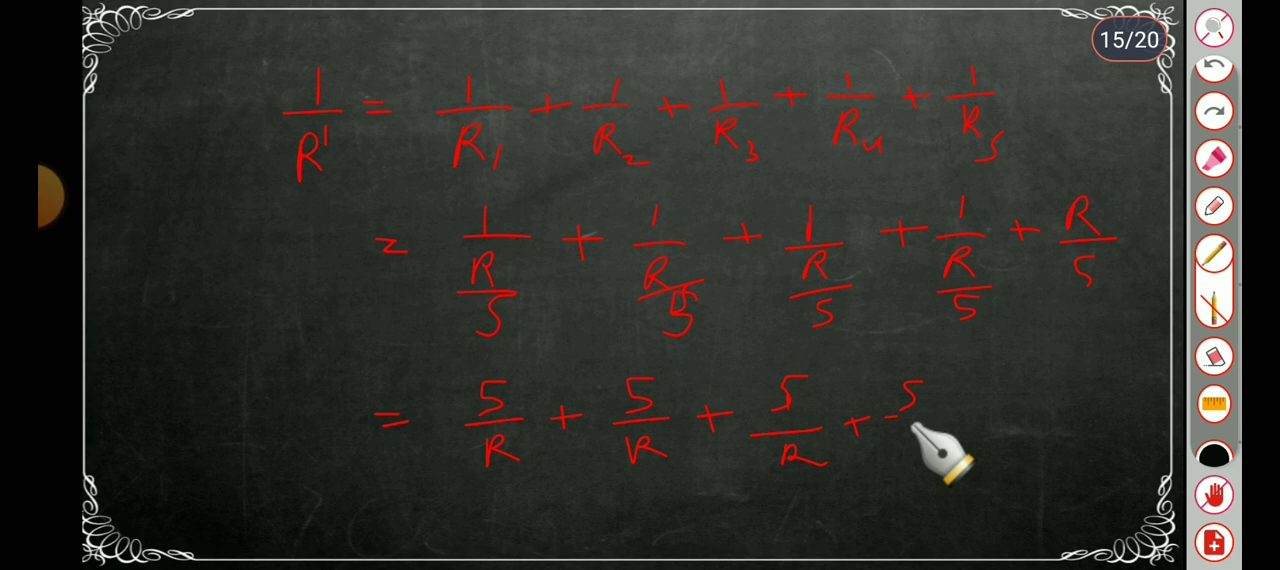 15/20
1/R' = 1/R₁ + 1/R₂ + 1/R₃ + 1/R₄ + 1/R₅
= 1/(R/5) + 1/(R/5) + 1/(R/5) + 1/(R/5) + R/5
= 5/R + 5/R + 5/R + 5